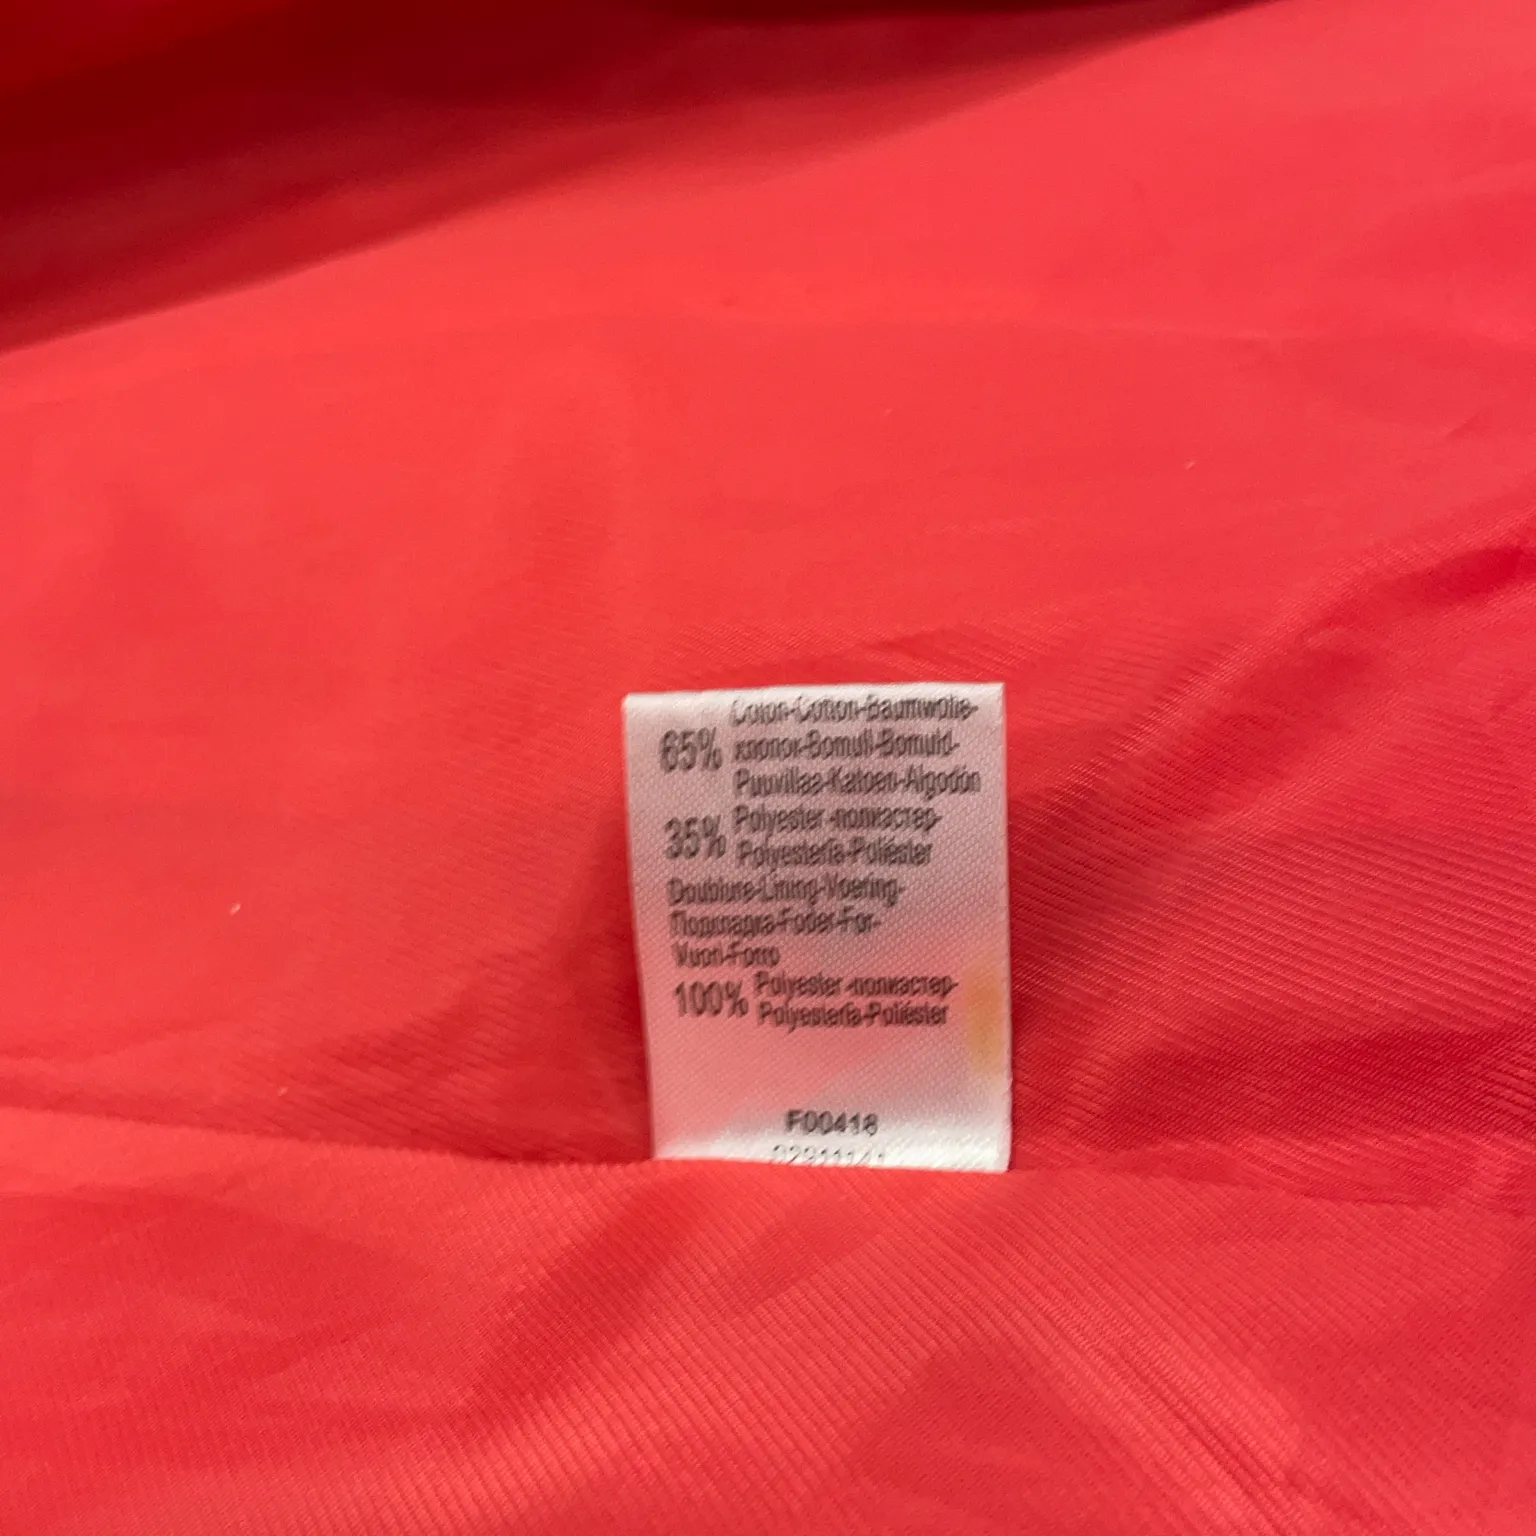 65% Coton-Cotton-Baumwolle-
хлопок-Bomull-Bomuld-
Puuvillaa-Katoen-Algodón
35% Polyester-полиэстер-
Polyesteria-Poliéster
Doublure-Lining-Voering-
Подкладка-Foder-For-
Vuori-Forro
100% Polyester-полиэстер-
Polyesteria-Poliéster
F00418